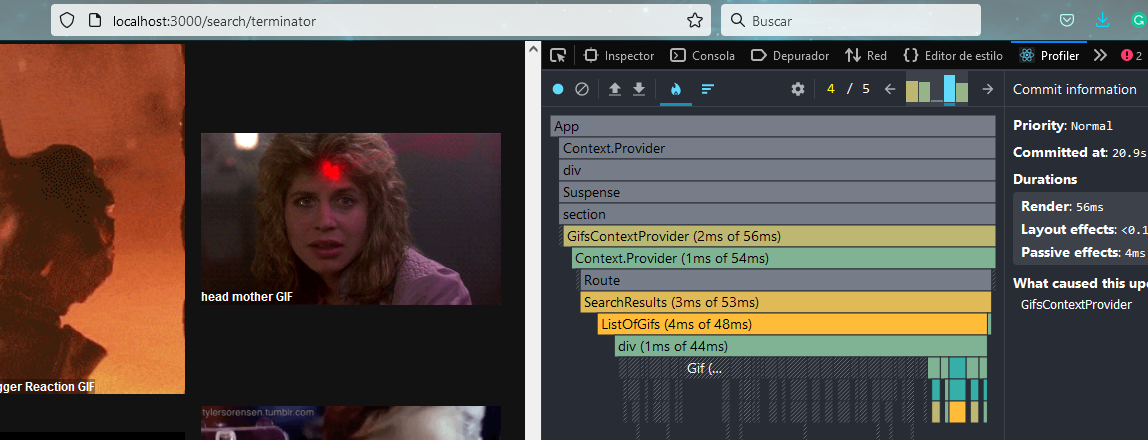 localhost:3000/search/terminator
Buscar
Inspector
Consola
Depurador
Red
Editor de estilo
Profiler
2
4 / 5
Commit information
App
Context.Provider
div
Suspense
section
GifsContextProvider (2ms of 56ms)
Context.Provider (1ms of 54ms)
Route
SearchResults (3ms of 53ms)
ListOfGifs (4ms of 48ms)
div (1ms of 44ms)
Gif (...
Priority: Normal
Committed at: 20.9s
Durations
Render: 56ms
Layout effects: <0.1
Passive effects: 4ms
What caused this up
GifsContextProvider
head mother GIF
gger Reaction GIF
tylersorensen.tumblr.com